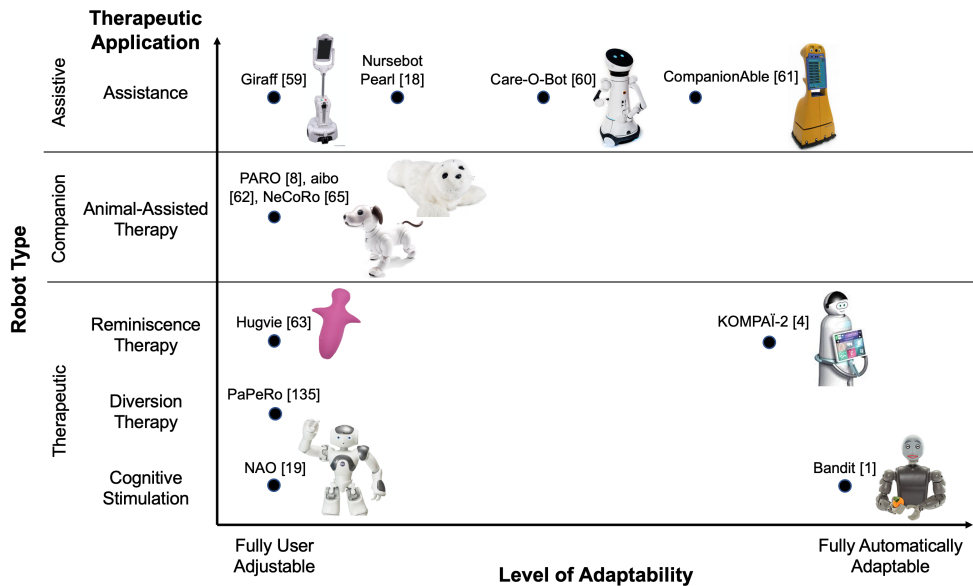 Therapeutic
Application
Robot Type
Assistive
Assistance
Giraff [59]
Nursebot
Pearl [18]
Care-O-Bot [60]
CompanionAble [61]
Companion
Animal-Assisted
Therapy
PARO [8], aibo
[62], NeCoRo [65]
Therapeutic
Reminiscence
Therapy
Hugvie [63]
KOMPAÏ-2 [4]
Diversion
Therapy
PaPeRo [135]
Cognitive
Stimulation
NAO [19]
Bandit [1]
Fully User
Adjustable
Fully Automatically
Adaptable
Level of Adaptability